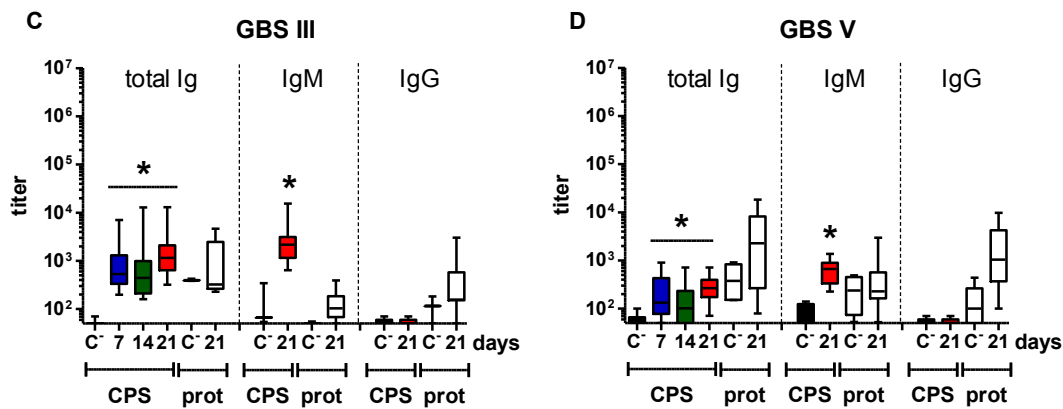 C
GBS III
total Ig
IgM
IgG
titer
10⁷
10⁶
10⁵
10⁴
10³
10²
*
*
C⁻ 7 14 21 C⁻ 21 C⁻ 21 C⁻ 21 C⁻ 21 C⁻ 21 days
CPS prot CPS prot CPS prot
D
GBS V
total Ig
IgM
IgG
titer
10⁷
10⁶
10⁵
10⁴
10³
10²
*
*
C⁻ 7 14 21 C⁻ 21 C⁻ 21 C⁻ 21 C⁻ 21 C⁻ 21 days
CPS prot CPS prot CPS prot